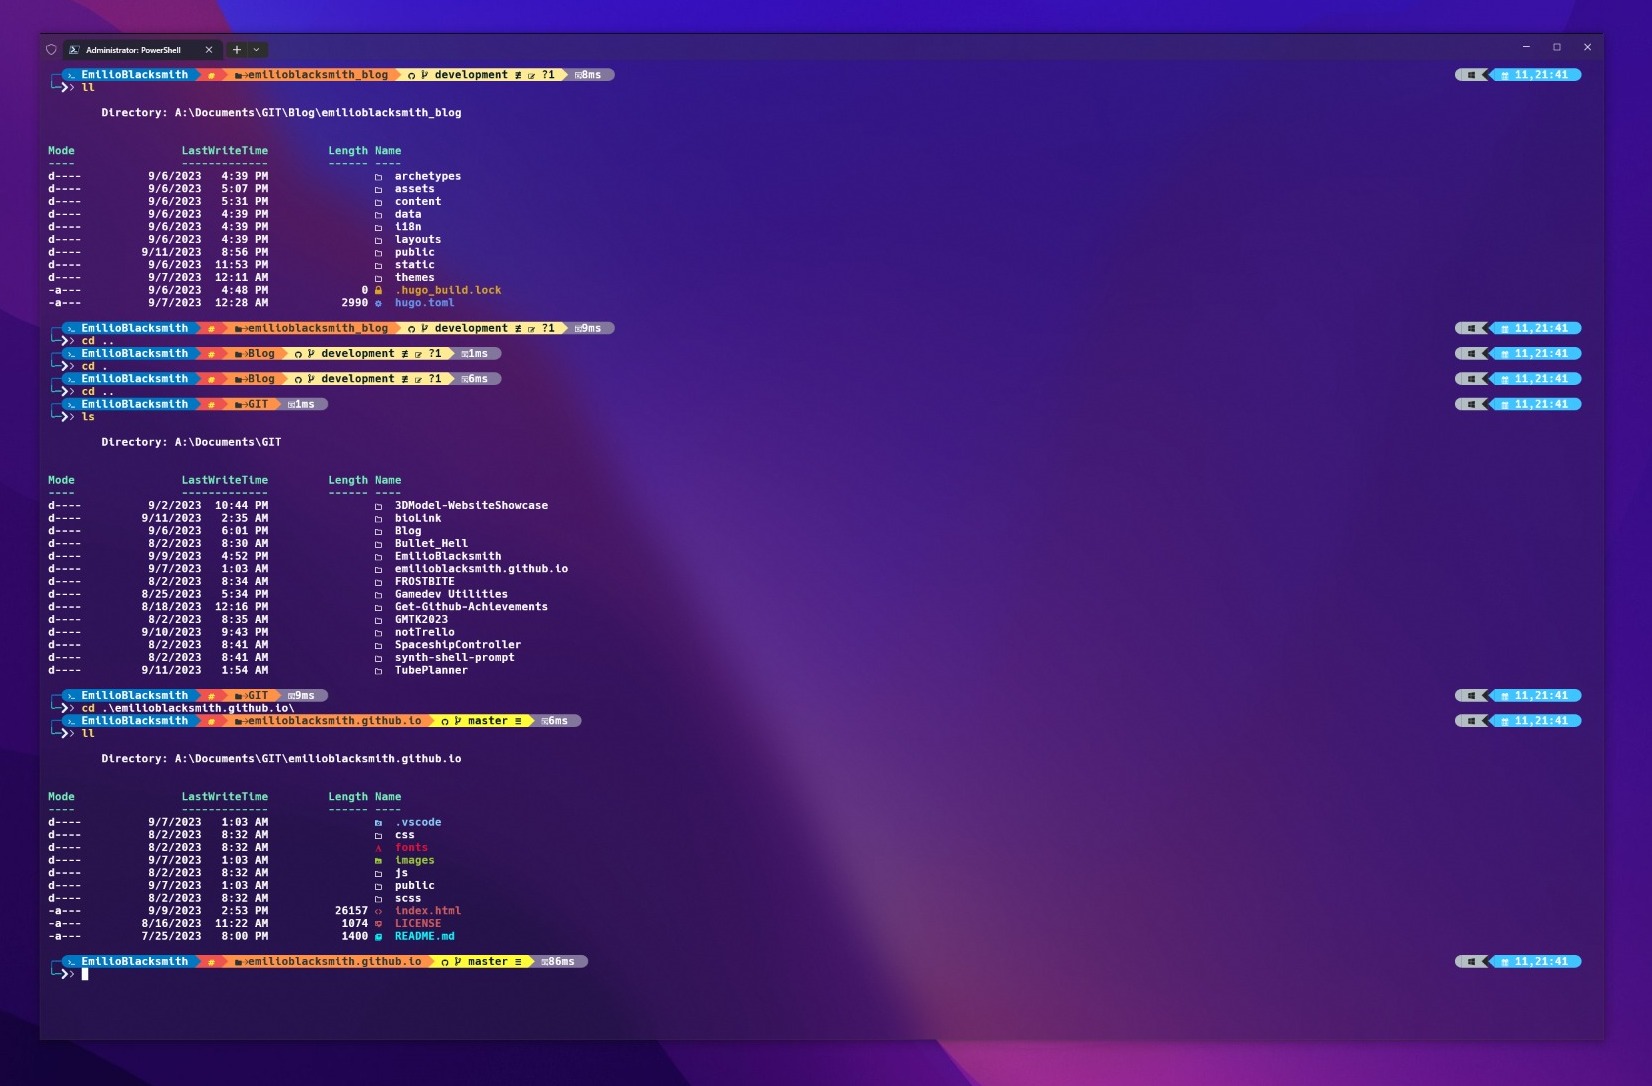 Administrator: PowerShell
EmilioBlacksmith # emilioblacksmith_blog development ≢ ?1 8ms 11,21:41
ll
Directory: A:\Documents\GIT\Blog\emilioblacksmith_blog
Mode LastWriteTime Length Name
---- ------------- ------ ----
d---- 9/6/2023 4:39 PM archetypes
d---- 9/6/2023 5:07 PM assets
d---- 9/6/2023 5:31 PM content
d---- 9/6/2023 4:39 PM data
d---- 9/6/2023 4:39 PM i18n
d---- 9/6/2023 4:39 PM layouts
d---- 9/11/2023 8:56 PM public
d---- 9/6/2023 11:53 PM static
d---- 9/7/2023 12:11 AM themes
-a--- 9/6/2023 4:48 PM 0 .hugo_build.lock
-a--- 9/7/2023 12:28 AM 2990 hugo.toml
EmilioBlacksmith # emilioblacksmith_blog development ≢ ?1 9ms 11,21:41
cd ..
EmilioBlacksmith # Blog development ≢ ?1 1ms 11,21:41
cd .
EmilioBlacksmith # Blog development ≢ ?1 6ms 11,21:41
cd ..
EmilioBlacksmith # GIT 1ms 11,21:41
ls
Directory: A:\Documents\GIT
Mode LastWriteTime Length Name
---- ------------- ------ ----
d---- 9/2/2023 10:44 PM 3DModel-WebsiteShowcase
d---- 9/11/2023 2:35 AM bioLink
d---- 9/6/2023 6:01 PM Blog
d---- 8/2/2023 8:30 AM Bullet_Hell
d---- 9/9/2023 4:52 PM EmilioBlacksmith
d---- 9/7/2023 1:03 AM emilioblacksmith.github.io
d---- 8/2/2023 8:34 AM FROSTBITE
d---- 8/25/2023 5:34 PM Gamedev Utilities
d---- 8/18/2023 12:16 PM Get-Github-Achievements
d---- 8/2/2023 8:35 AM GMTK2023
d---- 9/10/2023 9:43 PM notTrello
d---- 8/2/2023 8:41 AM SpaceshipController
d---- 8/2/2023 8:41 AM synth-shell-prompt
d---- 9/11/2023 1:54 AM TubePlanner
EmilioBlacksmith # GIT 9ms 11,21:41
cd .\emilioblacksmith.github.io\
EmilioBlacksmith # emilioblacksmith.github.io master ≡ 6ms 11,21:41
ll
Directory: A:\Documents\GIT\emilioblacksmith.github.io
Mode LastWriteTime Length Name
---- ------------- ------ ----
d---- 9/7/2023 1:03 AM .vscode
d---- 8/2/2023 8:32 AM css
d---- 8/2/2023 8:32 AM fonts
d---- 9/7/2023 1:03 AM images
d---- 8/2/2023 8:32 AM js
d---- 9/7/2023 1:03 AM public
d---- 8/2/2023 8:32 AM scss
-a--- 9/9/2023 2:53 PM 26157 index.html
-a--- 8/16/2023 11:22 AM 1074 LICENSE
-a--- 7/25/2023 8:00 PM 1400 README.md
EmilioBlacksmith # emilioblacksmith.github.io master ≡ 86ms 11,21:41